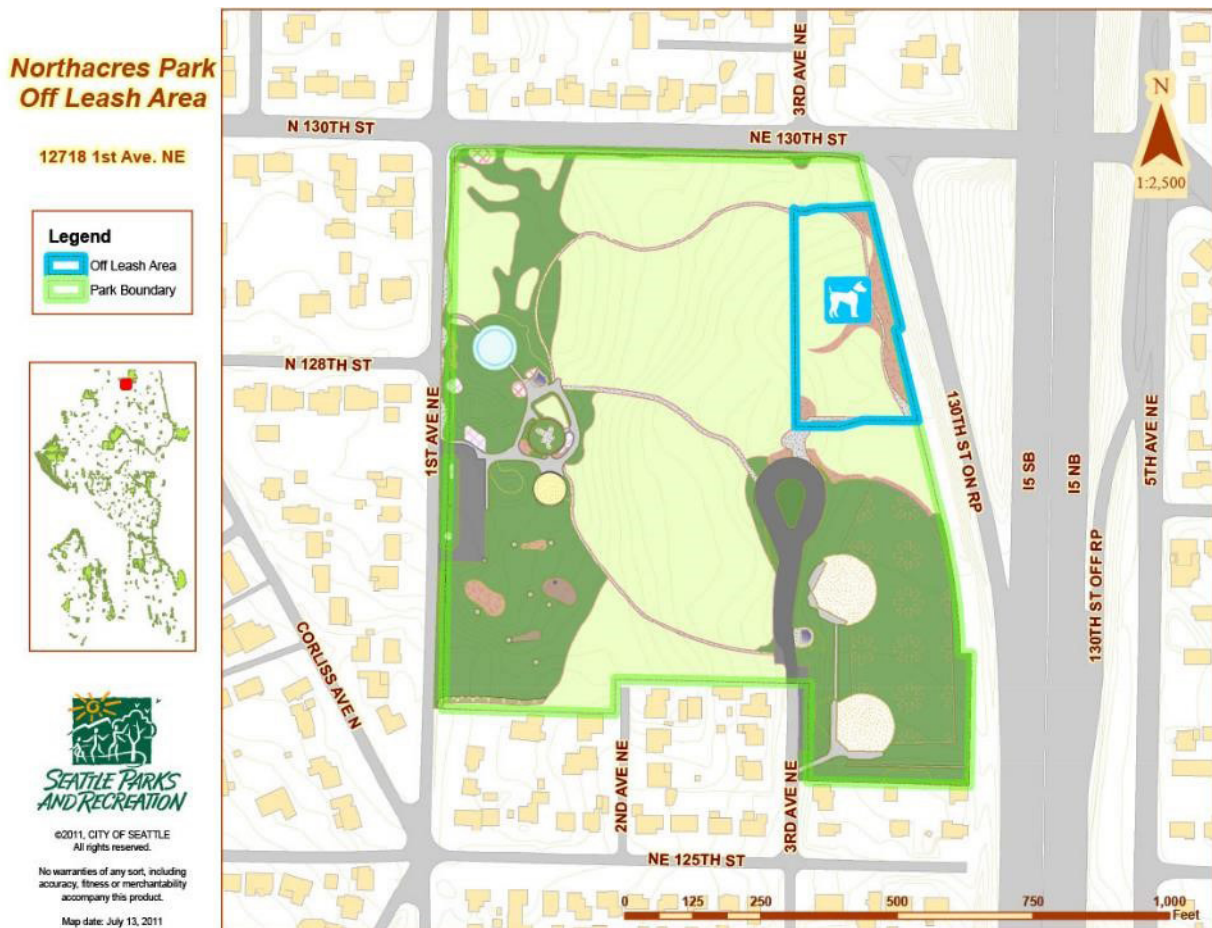 Northacres Park
Off Leash Area
12718 1st Ave. NE
Legend
Off Leash Area
Park Boundary
SEATTLE PARKS
AND RECREATION
©2011, CITY OF SEATTLE
All rights reserved.
No warranties of any sort, including
accuracy, fitness or merchantability
accompany this product.
Map date: July 13, 2011
N 130TH ST
NE 130TH ST
3RD AVE NE
N
1:2,500
N 128TH ST
1ST AVE NE
130TH ST ON RP
I5 SB
I5 NB
5TH AVE NE
130TH ST OFF RP
CORLISS AVE N
2ND AVE NE
3RD AVE NE
NE 125TH ST
0 125 250 500 750 1,000
Feet